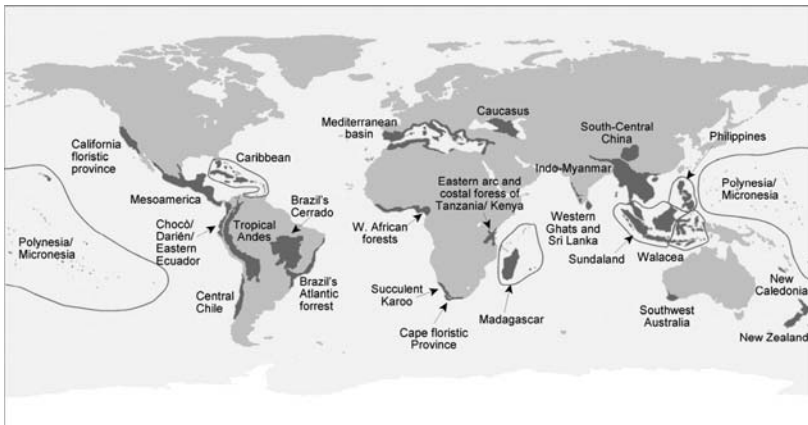 California
floristic
province
Caribbean
Mesoamerica
Polynesia/
Micronesia
Chocò/
Darién/
Eastern
Ecuador
Tropical
Andes
Brazil's
Cerrado
Central
Chile
Brazil's
Atlantic
forrest
Mediterranean
basin
Caucasus
W. African
forests
Eastern arc and
costal foress of
Tanzania/ Kenya
Succulent
Karoo
Cape floristic
Province
Madagascar
South-Central
China
Indo-Myanmar
Philippines
Western
Ghats and
Sri Lanka
Sundaland
Walacea
Polynesia/
Micronesia
New
Caledonia
Southwest
Australia
New Zealand